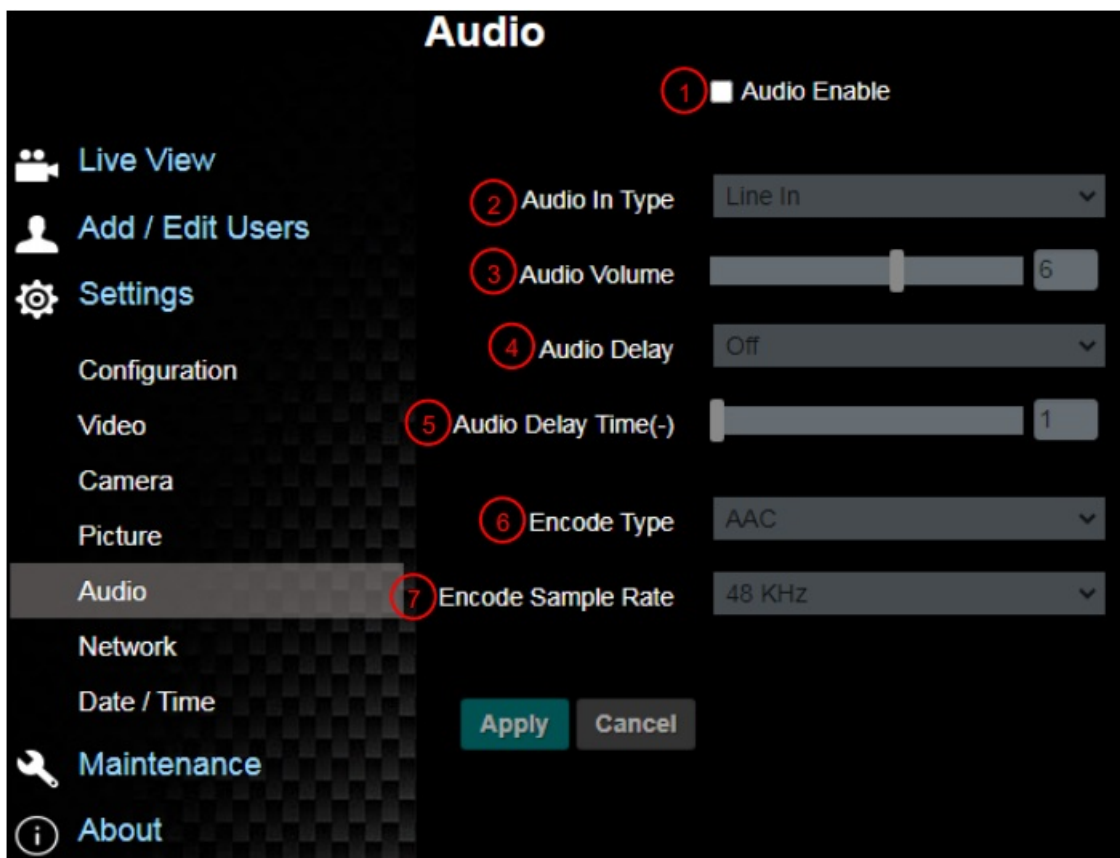 Audio
1 Audio Enable
Live View
Add / Edit Users
Settings
Configuration
Video
Camera
Picture
Audio
Network
Date / Time
Maintenance
About
2 Audio In Type Line In
3 Audio Volume 6
4 Audio Delay Off
5 Audio Delay Time(-) 1
6 Encode Type AAC
7 Encode Sample Rate 48 KHz
Apply Cancel